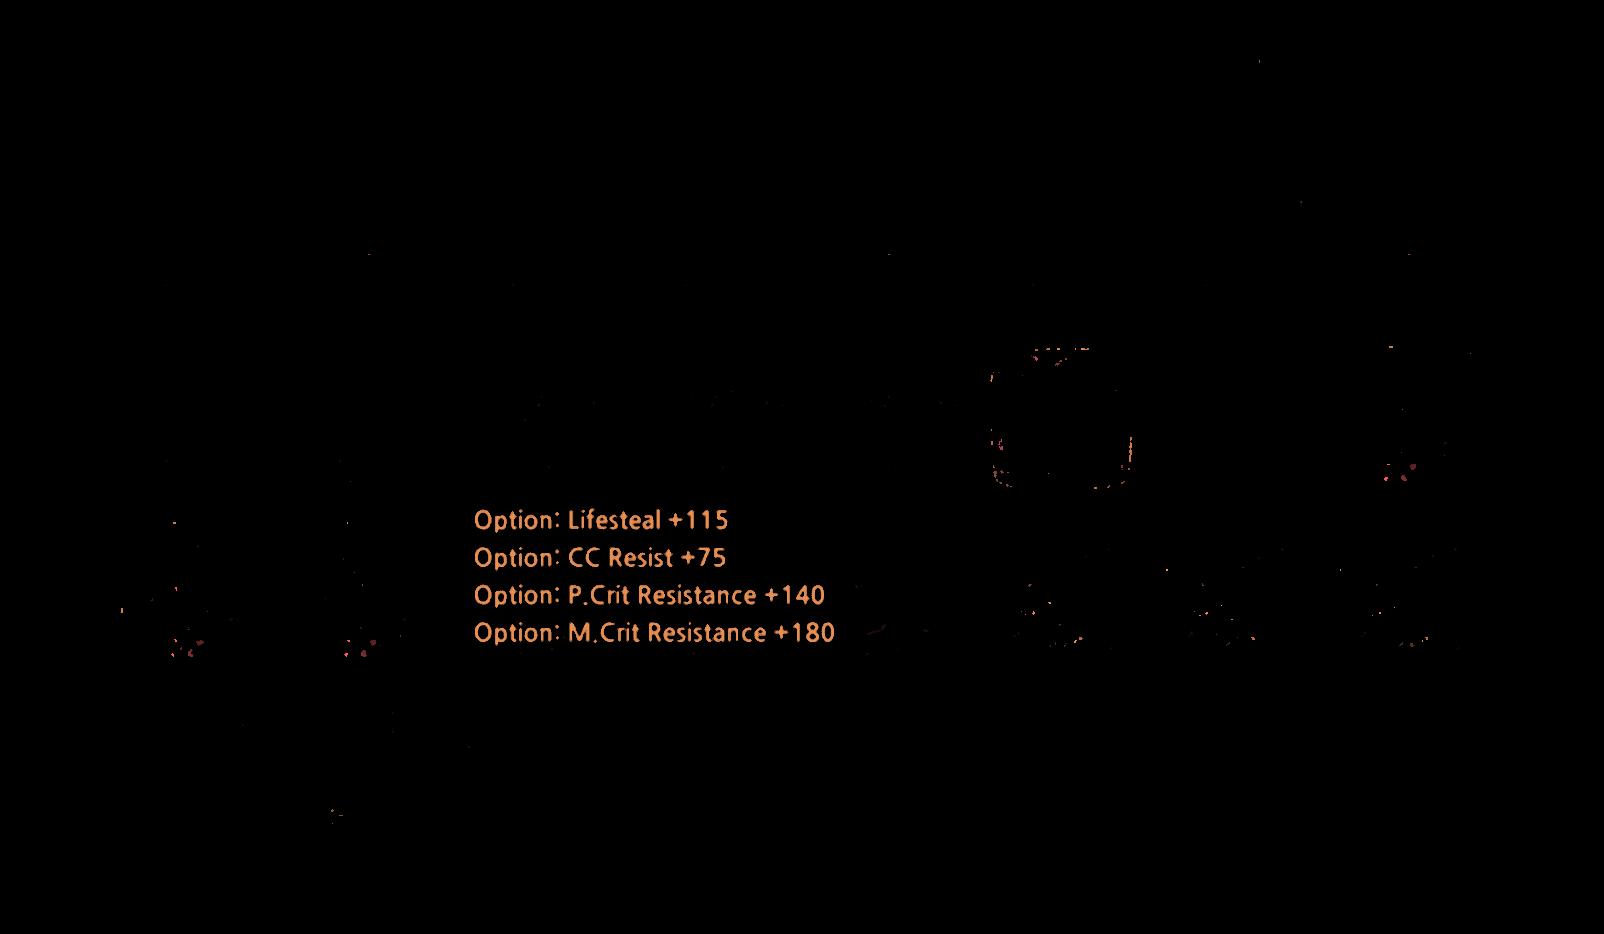 Option: Lifesteal +115
Option: CC Resist +75
Option: P.Crit Resistance +140
Option: M.Crit Resistance +180